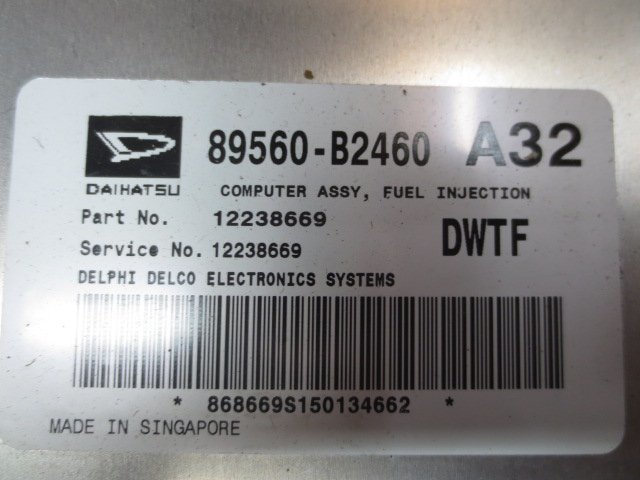 89560-B2460 A32
DAIHATSU COMPUTER ASSY, FUEL INJECTION
Part No. 12238669
DWTF
Service No. 12238669
DELPHI DELCO ELECTRONICS SYSTEMS
* 868669S150134662 *
MADE IN SINGAPORE